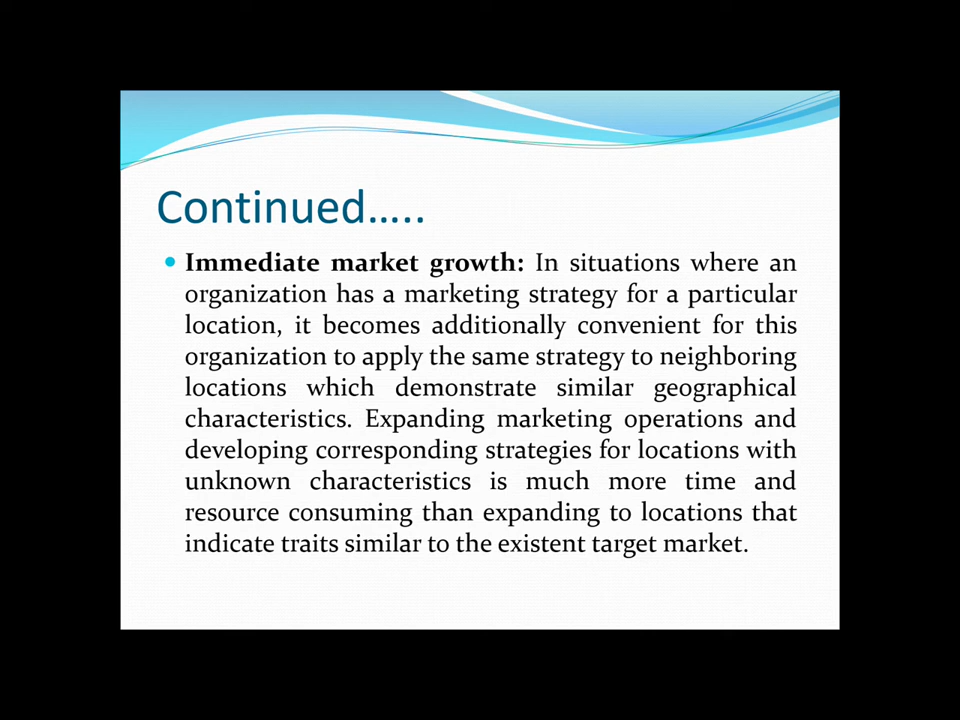 Continued.....
Immediate market growth: In situations where an
organization has a marketing strategy for a particular
location, it becomes additionally convenient for this
organization to apply the same strategy to neighboring
locations which demonstrate similar geographical
characteristics. Expanding marketing operations and
developing corresponding strategies for locations with
unknown characteristics is much more time and
resource consuming than expanding to locations that
indicate traits similar to the existent target market.